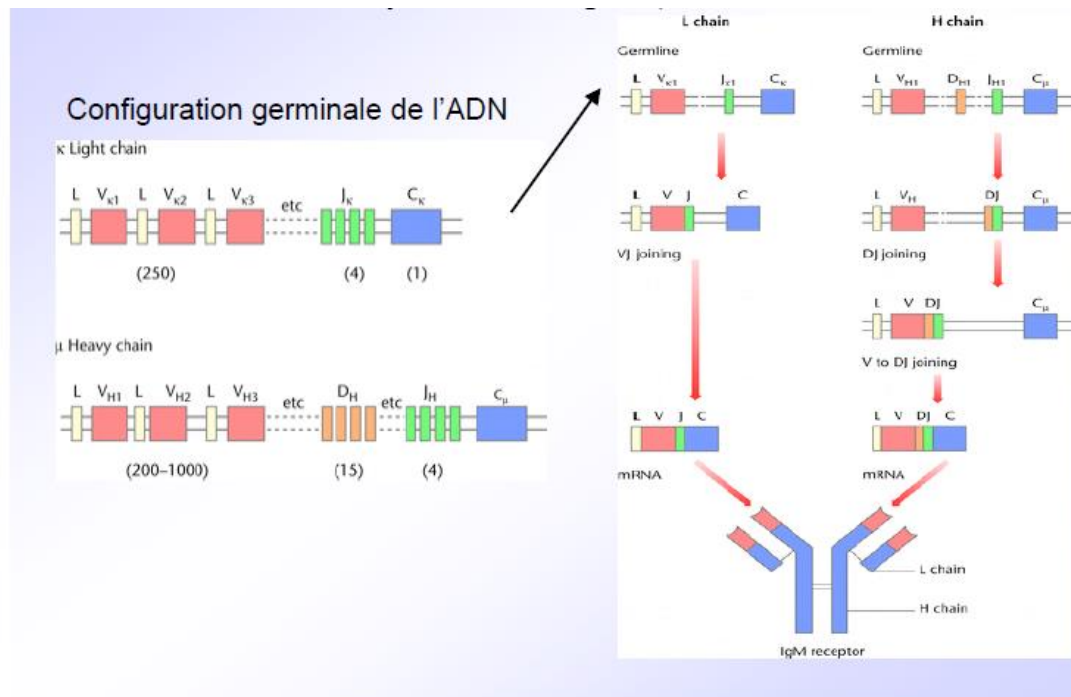 Configuration germinale de l'ADN
κ Light chain
L Vκ1 L Vκ2 L Vκ3 etc Jκ Cκ
(250) (4) (1)
μ Heavy chain
L VH1 L VH2 L VH3 etc DH etc JH Cμ
(200–1000) (15) (4)
L chain
Germline
L Vκ1 Jκ1 Cκ
L V J C
VJ joining
L V J C
mRNA
H chain
Germline
L VH1 DH1 JH1 Cμ
L VH DJ Cμ
DJ joining
L V DJ Cμ
V to DJ joining
L V DJ C
mRNA
L chain
H chain
IgM receptor